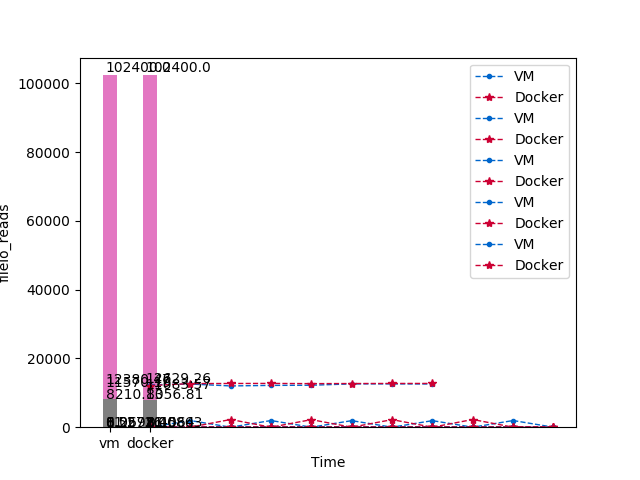 102400.0
102400.0
100000
80000
60000
40000
20000
0
fileio_reads
8210.83
8056.81
vm
docker
Time
VM
Docker
VM
Docker
VM
Docker
VM
Docker
VM
Docker